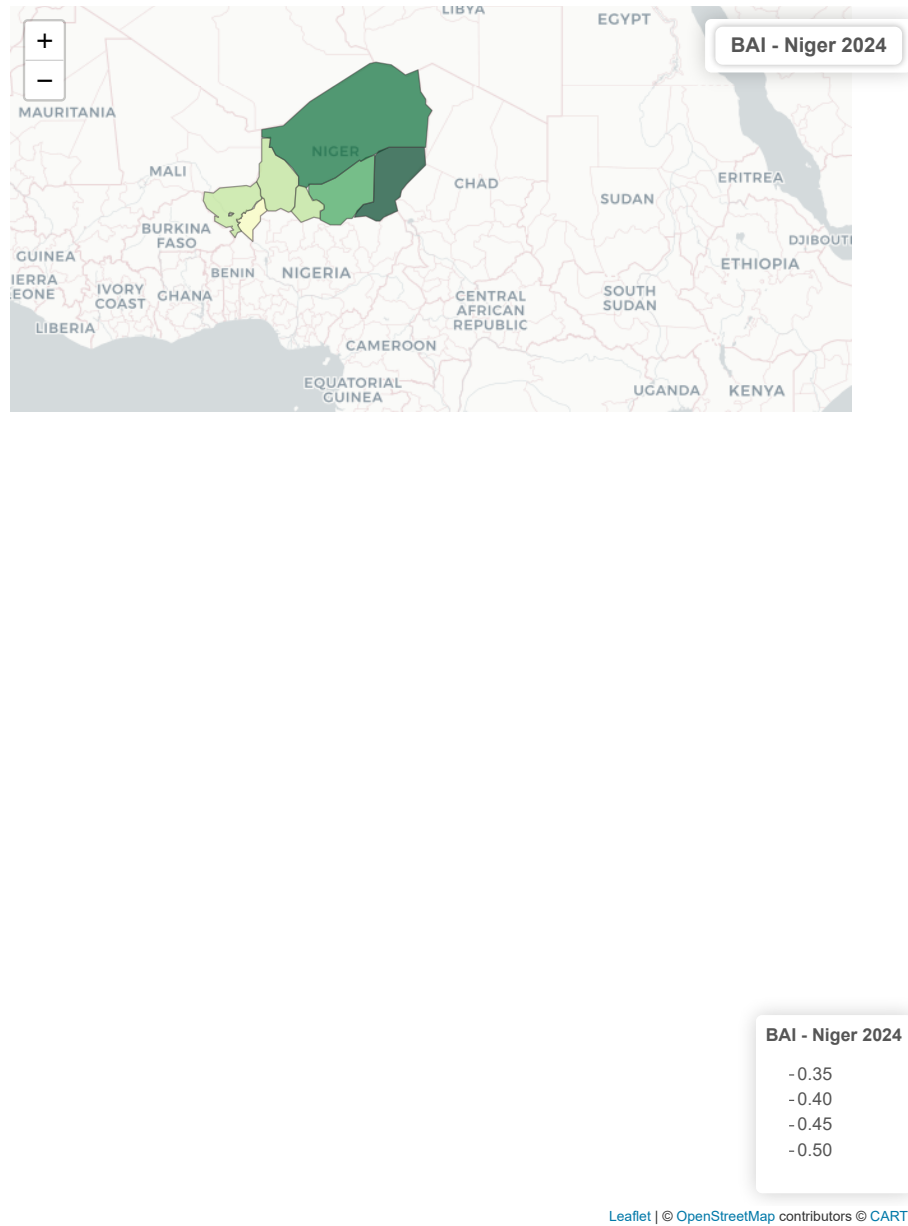 LIBYA
EGYPT
+
BAI - Niger 2024
−
MAURITANIA
NIGER
MALI
CHAD
ERITREA
SUDAN
BURKINA
FASO
DJIBOUTI
GUINEA
ETHIOPIA
BENIN
NIGERIA
IERRA
EONE
IVORY
COAST
GHANA
SOUTH
SUDAN
CENTRAL
AFRICAN
REPUBLIC
LIBERIA
CAMEROON
EQUATORIAL
GUINEA
UGANDA
KENYA
BAI - Niger 2024
-0.35
-0.40
-0.45
-0.50
Leaflet | © OpenStreetMap contributors © CART